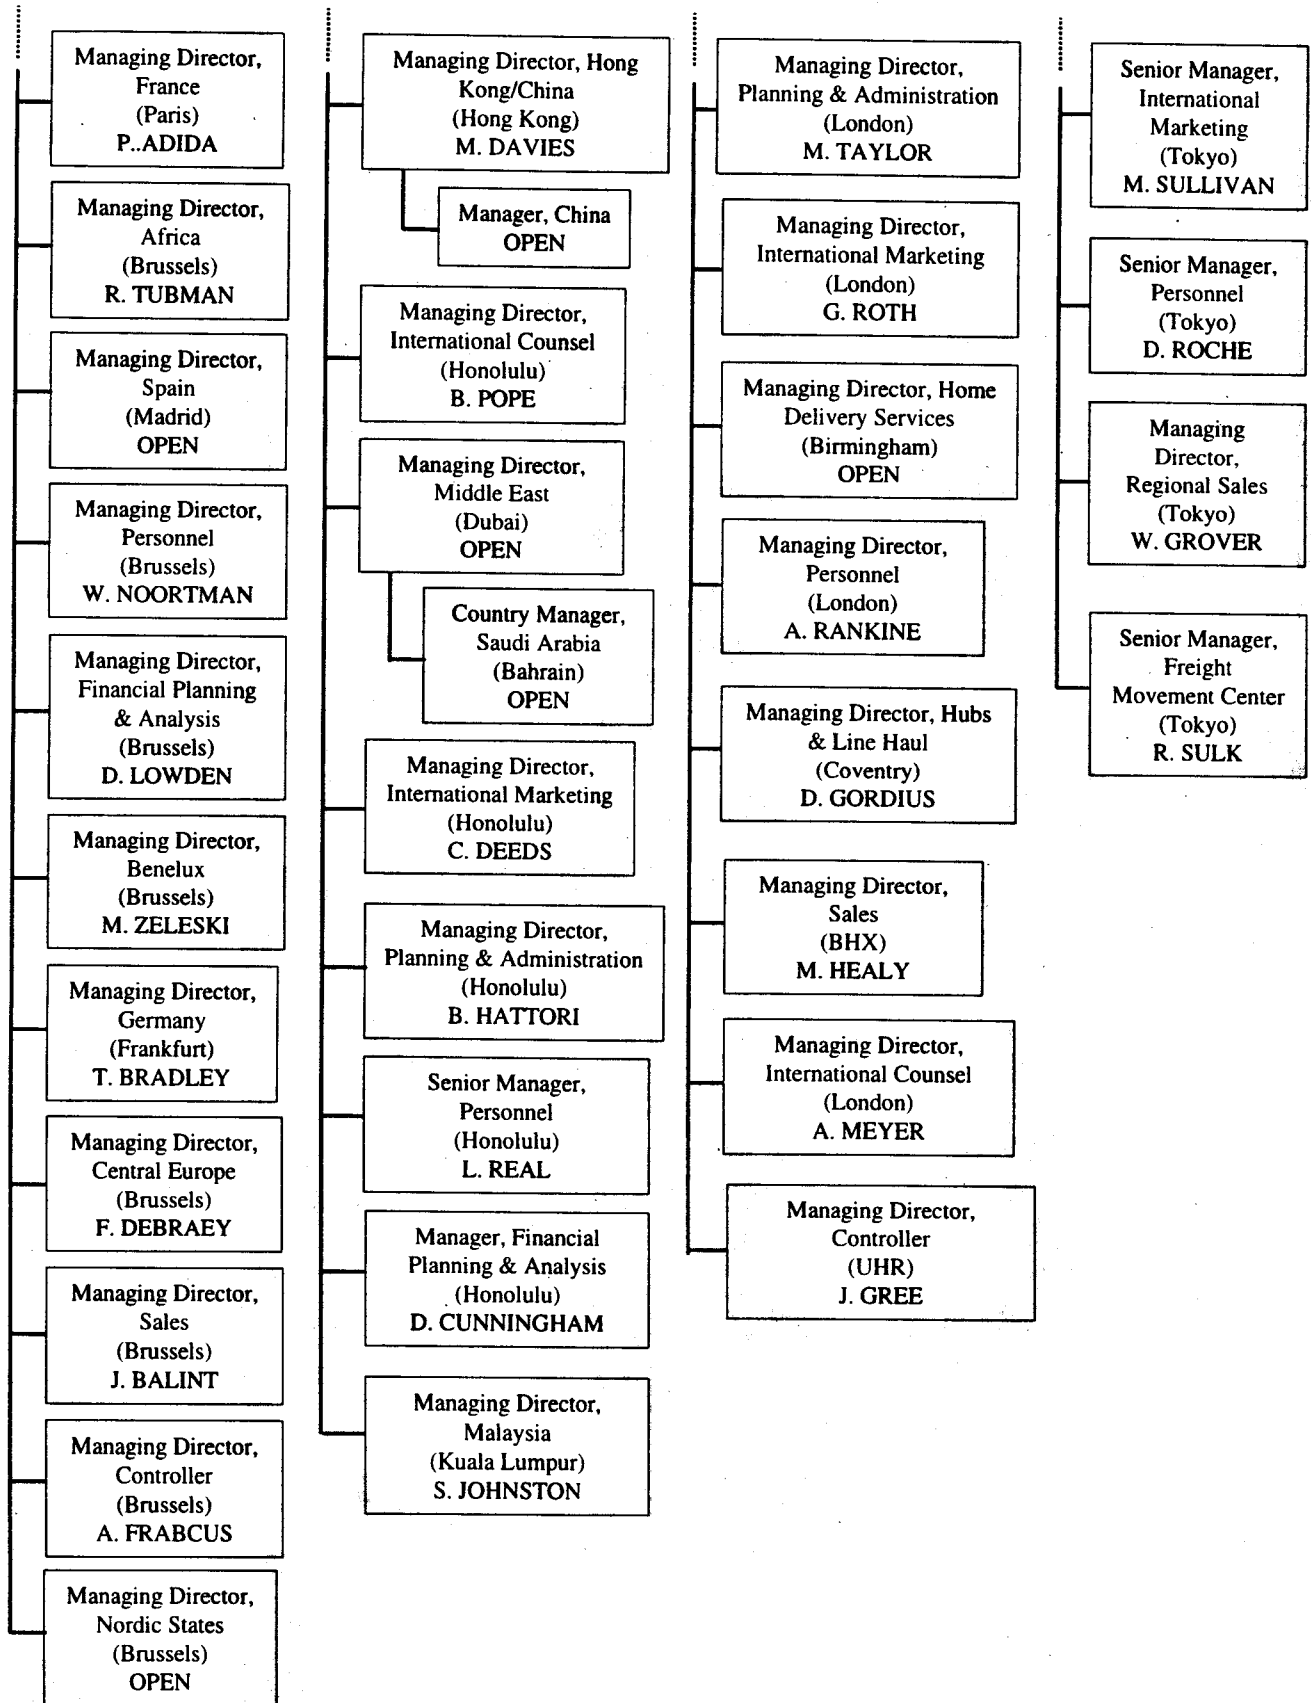 Managing Director,
France
(Paris)
P..ADIDA
Managing Director,
Africa
(Brussels)
R. TUBMAN
Managing Director,
Spain
(Madrid)
OPEN
Managing Director,
Personnel
(Brussels)
W. NOORTMAN
Managing Director,
Financial Planning
& Analysis
(Brussels)
D. LOWDEN
Managing Director,
Benelux
(Brussels)
M. ZELESKI
Managing Director,
Germany
(Frankfurt)
T. BRADLEY
Managing Director,
Central Europe
(Brussels)
F. DEBRAEY
Managing Director,
Sales
(Brussels)
J. BALINT
Managing Director,
Controller
(Brussels)
A. FRABCUS
Managing Director,
Nordic States
(Brussels)
OPEN
Managing Director, Hong
Kong/China
(Hong Kong)
M. DAVIES
Manager, China
OPEN
Managing Director,
International Counsel
(Honolulu)
B. POPE
Managing Director,
Middle East
(Dubai)
OPEN
Country Manager,
Saudi Arabia
(Bahrain)
OPEN
Managing Director,
International Marketing
(Honolulu)
C. DEEDS
Managing Director,
Planning & Administration
(Honolulu)
B. HATTORI
Senior Manager,
Personnel
(Honolulu)
L. REAL
Manager, Financial
Planning & Analysis
(Honolulu)
D. CUNNINGHAM
Managing Director,
Malaysia
(Kuala Lumpur)
S. JOHNSTON
Managing Director,
Planning & Administration
(London)
M. TAYLOR
Managing Director,
International Marketing
(London)
G. ROTH
Managing Director, Home
Delivery Services
(Birmingham)
OPEN
Managing Director,
Personnel
(London)
A. RANKINE
Managing Director, Hubs
& Line Haul
(Coventry)
D. GORDIUS
Managing Director,
Sales
(BHX)
M. HEALY
Managing Director,
International Counsel
(London)
A. MEYER
Managing Director,
Controller
(UHR)
J. GREE
Senior Manager,
International
Marketing
(Tokyo)
M. SULLIVAN
Senior Manager,
Personnel
(Tokyo)
D. ROCHE
Managing
Director,
Regional Sales
(Tokyo)
W. GROVER
Senior Manager,
Freight
Movement Center
(Tokyo)
R. SULK